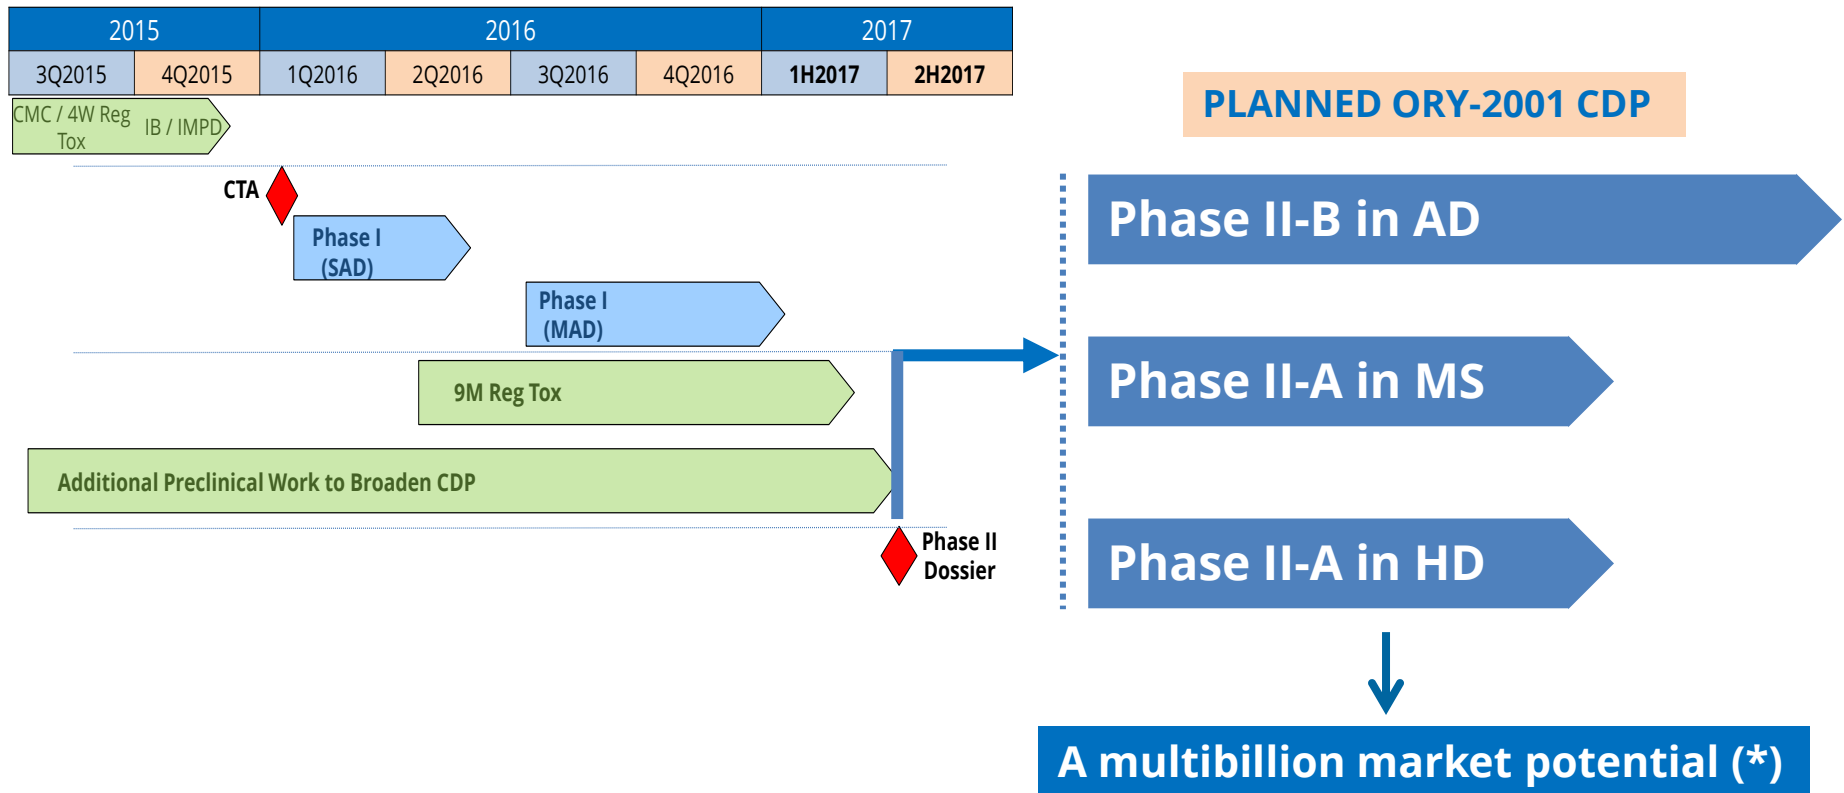 2015 2016 2017
3Q2015 4Q2015 1Q2016 2Q2016 3Q2016 4Q2016 1H2017 2H2017
CMC / 4W Reg
Tox
IB / IMPD
CTA
Phase I
(SAD)
Phase I
(MAD)
9M Reg Tox
Additional Preclinical Work to Broaden CDP
Phase II
Dossier
PLANNED ORY-2001 CDP
Phase II-B in AD
Phase II-A in MS
Phase II-A in HD
A multibillion market potential (*)